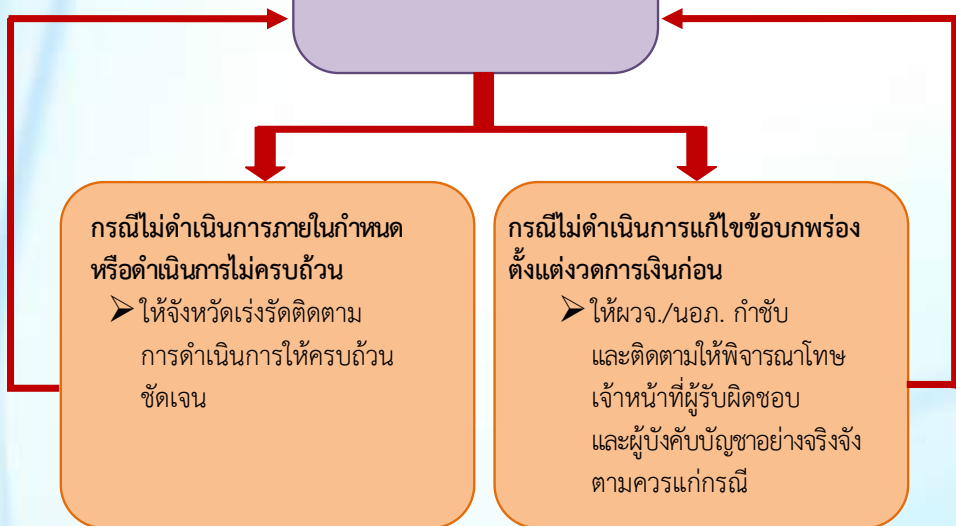 กรณีไม่ดำเนินการภายในกำหนด
หรือดำเนินการไม่ครบถ้วน
➢ ให้จังหวัดเร่งรัดติดตาม
การดำเนินการให้ครบถ้วน
ชัดเจน
กรณีไม่ดำเนินการแก้ไขข้อบกพร่อง
ตั้งแต่งวดการเงินก่อน
➢ ให้ผวจ./นอภ. กำชับ
และติดตามให้พิจารณาโทษ
เจ้าหน้าที่ผู้รับผิดชอบ
และผู้บังคับบัญชาอย่างจริงจัง
ตามควรแก่กรณี